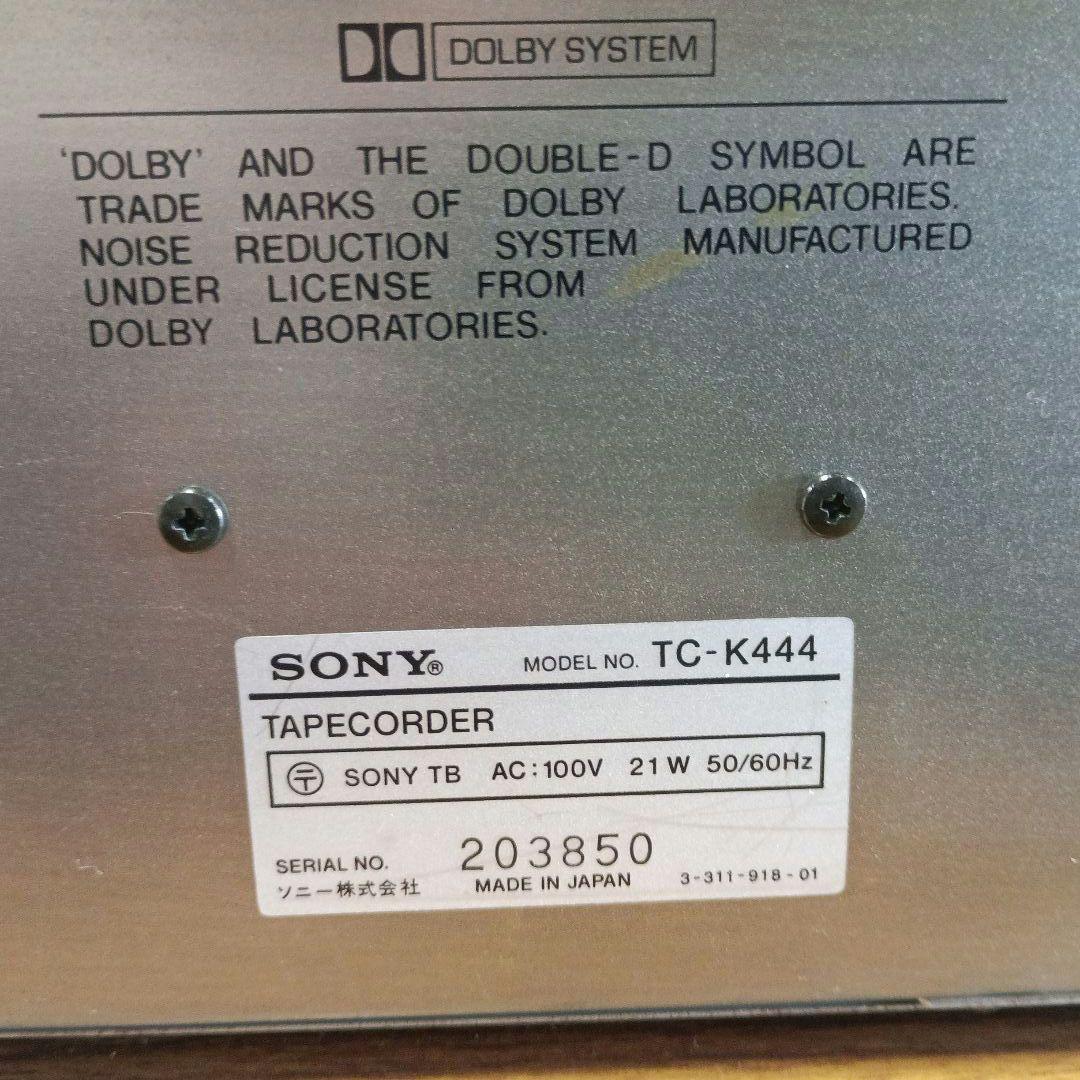 DOLBY SYSTEM
'DOLBY' AND THE DOUBLE-D SYMBOL ARE
TRADE MARKS OF DOLBY LABORATORIES.
NOISE REDUCTION SYSTEM MANUFACTURED
UNDER LICENSE FROM
DOLBY LABORATORIES.
SONY® MODEL NO. TC-K444
TAPECORDER
〒 SONY TB AC:100V 21W 50/60Hz
SERIAL NO. 203850
ソニー株式会社 MADE IN JAPAN 3-311-918-01